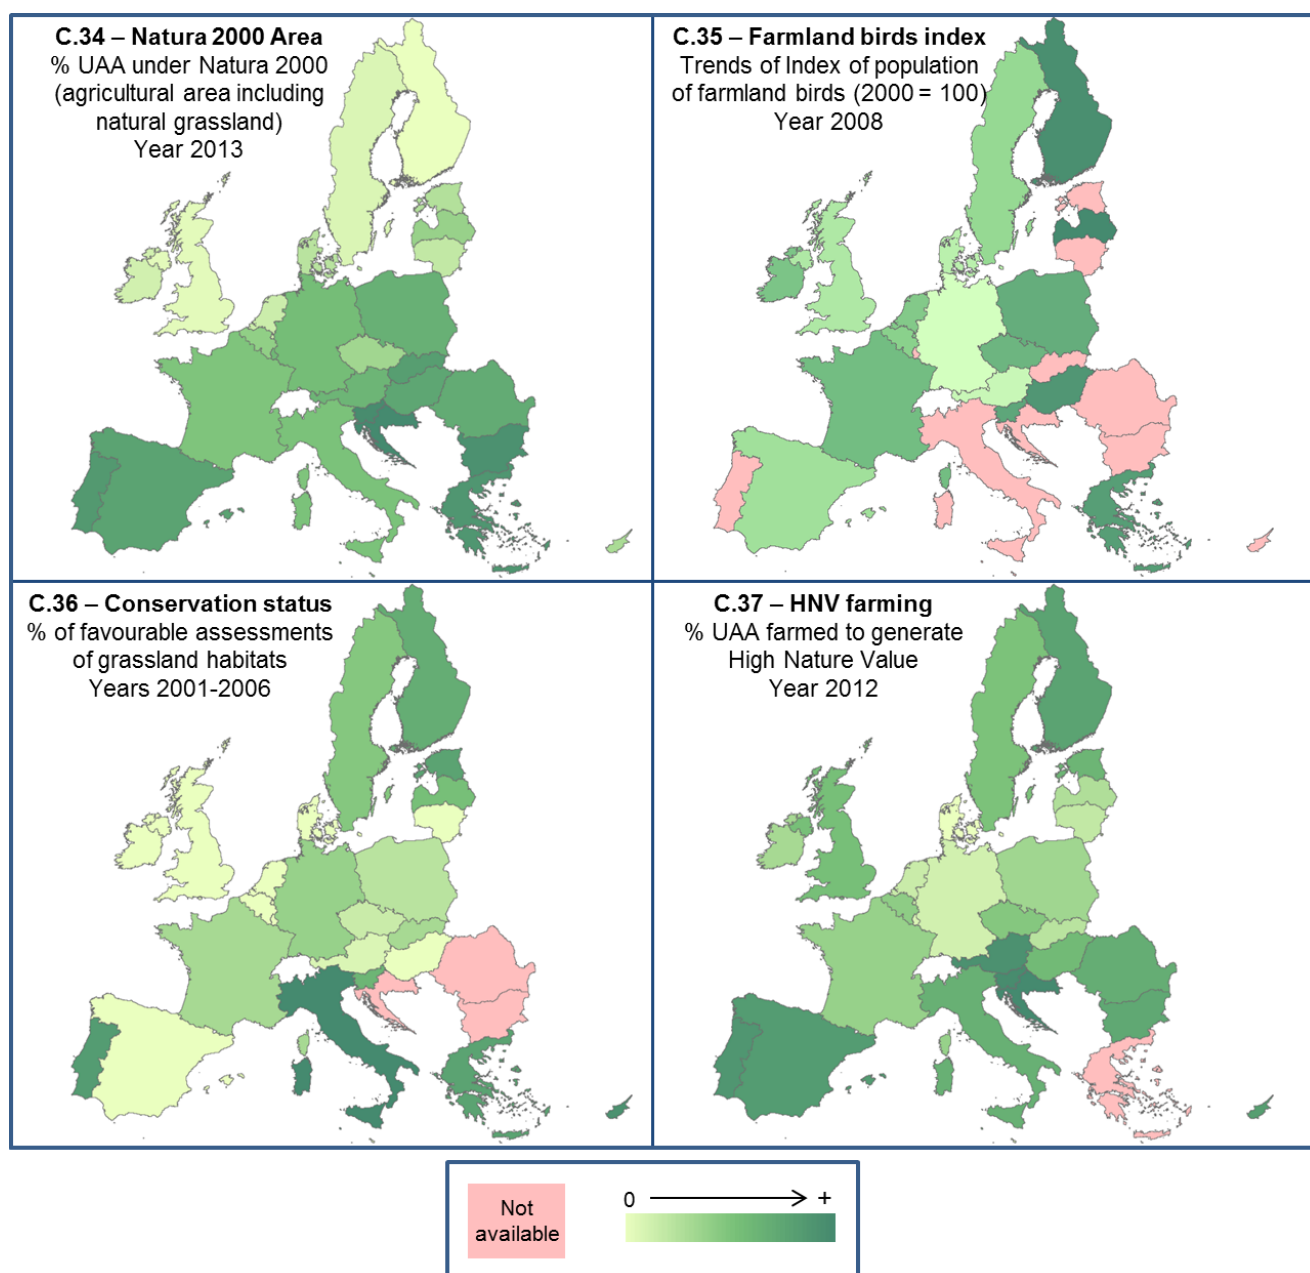 C.34 – Natura 2000 Area
% UAA under Natura 2000
(agricultural area including
natural grassland)
Year 2013
C.35 – Farmland birds index
Trends of Index of population
of farmland birds (2000 = 100)
Year 2008
C.36 – Conservation status
% of favourable assessments
of grassland habitats
Years 2001-2006
C.37 – HNV farming
% UAA farmed to generate
High Nature Value
Year 2012
Not
available
0
+